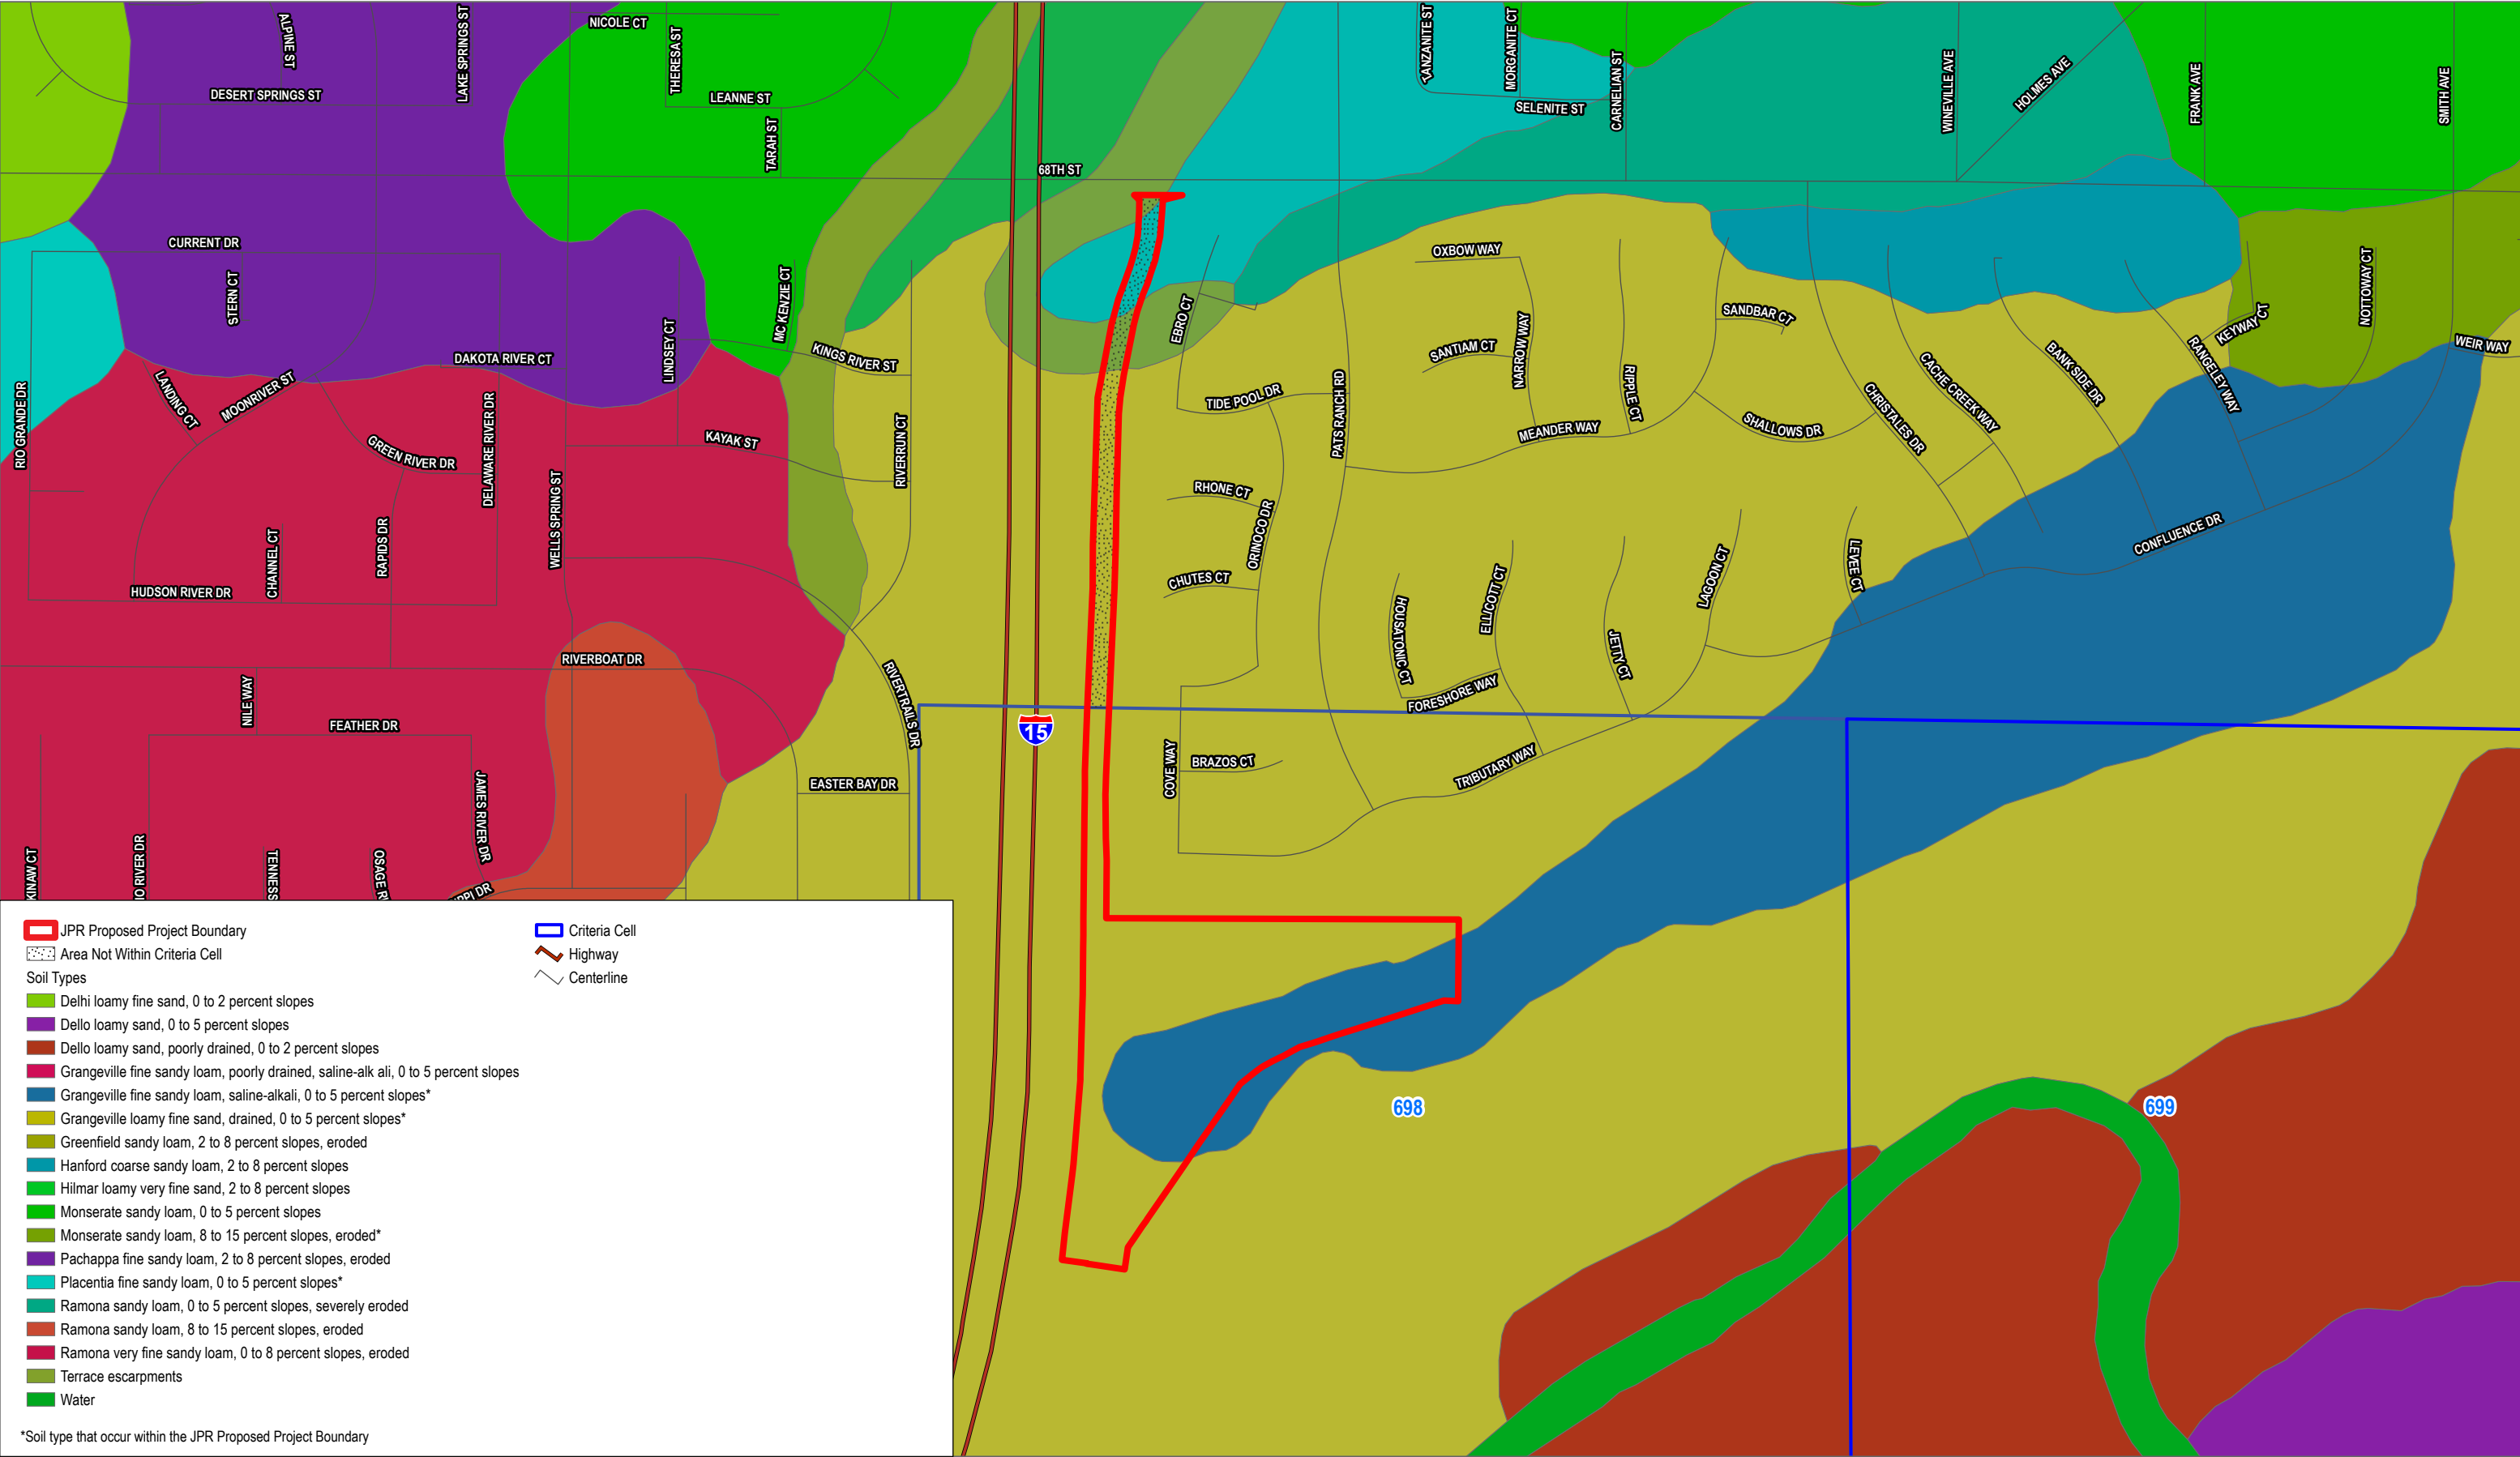 NICOLE CT
ALPINE ST
LAKE SPRINGS ST
THERESA ST
TANZANITE ST
MORGANITE CT
CARNELIAN ST
WINEVILLE AVE
HOLMES AVE
FRANK AVE
SMITH AVE
DESERT SPRINGS ST
LEANNE ST
SELENITE ST
TARAH ST
68TH ST
CURRENT DR
STERN CT
MC KENZIE CT
OXBOW WAY
NOTTOWAY CT
KEYWAY CT
WEIR WAY
EBRO CT
SANDBAR CT
NARROW WAY
SANTIAM CT
LINDSEY CT
KINGS RIVER ST
DAKOTA RIVER CT
RANGELEY WAY
BANK SIDE DR
CACHE CREEK WAY
CHRISTALES DR
RIPPLE CT
LANDING CT
MOONRIVER ST
RIO GRANDE DR
DELAWARE RIVER DR
TIDE POOL DR
PATS RANCH RD
MEANDER WAY
SHALLOWS DR
GREEN RIVER DR
KAYAK ST
RIVERRUN CT
WELLS SPRING ST
RHONE CT
ORINOCO DR
CONFLUENCE DR
CHANNEL CT
RAPIDS DR
HUDSON RIVER DR
CHUTES CT
HOUSATONIC CT
ELLICOTT CT
JETTY CT
LAGOON CT
LEVEE CT
RIVERBOAT DR
RIVERTRAILS DR
NILE WAY
FEATHER DR
FORESHORE WAY
15
COVE WAY
BRAZOS CT
TRIBUTARY WAY
EASTER BAY DR
JAMES RIVER DR
KINAW CT
O RIVER DR
TENNESS
OSAGE RI
IPPI DR
698
699
JPR Proposed Project Boundary
Area Not Within Criteria Cell
Soil Types
Delhi loamy fine sand, 0 to 2 percent slopes
Dello loamy sand, 0 to 5 percent slopes
Dello loamy sand, poorly drained, 0 to 2 percent slopes
Grangeville fine sandy loam, poorly drained, saline-alk ali, 0 to 5 percent slopes
Grangeville fine sandy loam, saline-alkali, 0 to 5 percent slopes*
Grangeville loamy fine sand, drained, 0 to 5 percent slopes*
Greenfield sandy loam, 2 to 8 percent slopes, eroded
Hanford coarse sandy loam, 2 to 8 percent slopes
Hilmar loamy very fine sand, 2 to 8 percent slopes
Monserate sandy loam, 0 to 5 percent slopes
Monserate sandy loam, 8 to 15 percent slopes, eroded*
Pachappa fine sandy loam, 2 to 8 percent slopes, eroded
Placentia fine sandy loam, 0 to 5 percent slopes*
Ramona sandy loam, 0 to 5 percent slopes, severely eroded
Ramona sandy loam, 8 to 15 percent slopes, eroded
Ramona very fine sandy loam, 0 to 8 percent slopes, eroded
Terrace escarpments
Water
Criteria Cell
Highway
Centerline
*Soil type that occur within the JPR Proposed Project Boundary